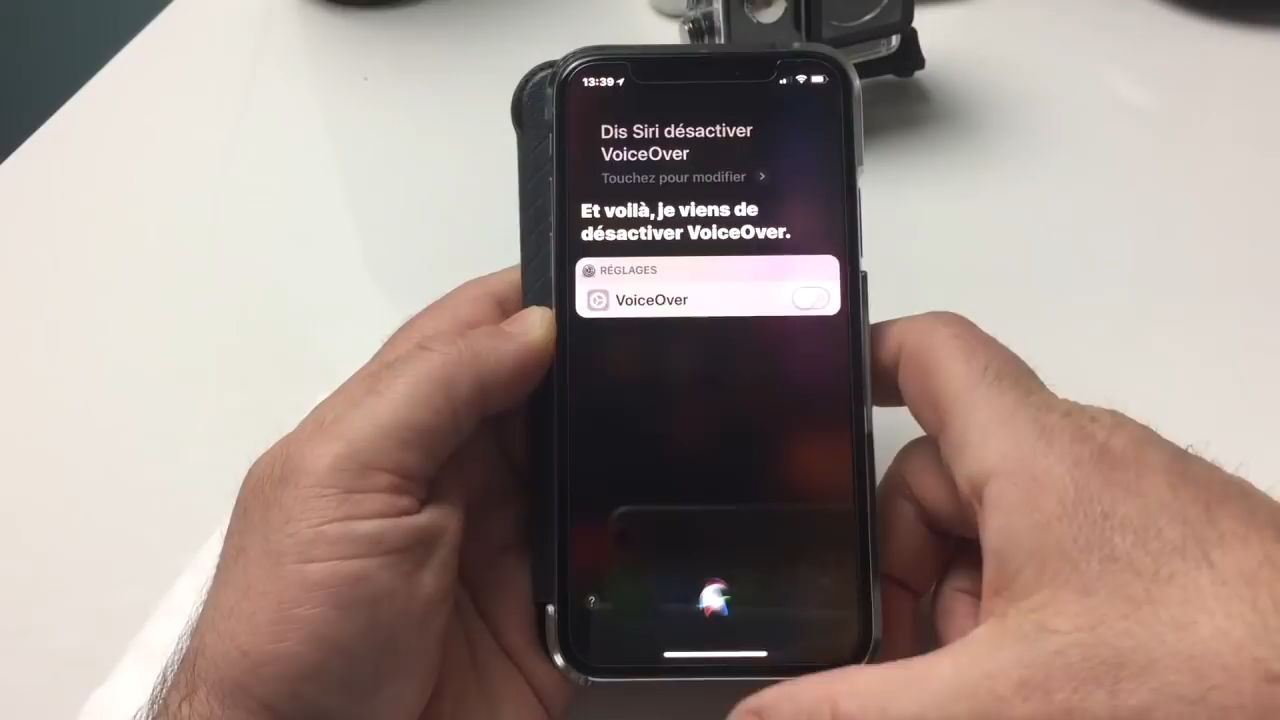 13:39
Dis Siri désactiver
VoiceOver
Touchez pour modifier >
Et voilà, je viens de
désactiver VoiceOver.
RÉGLAGES
VoiceOver
?